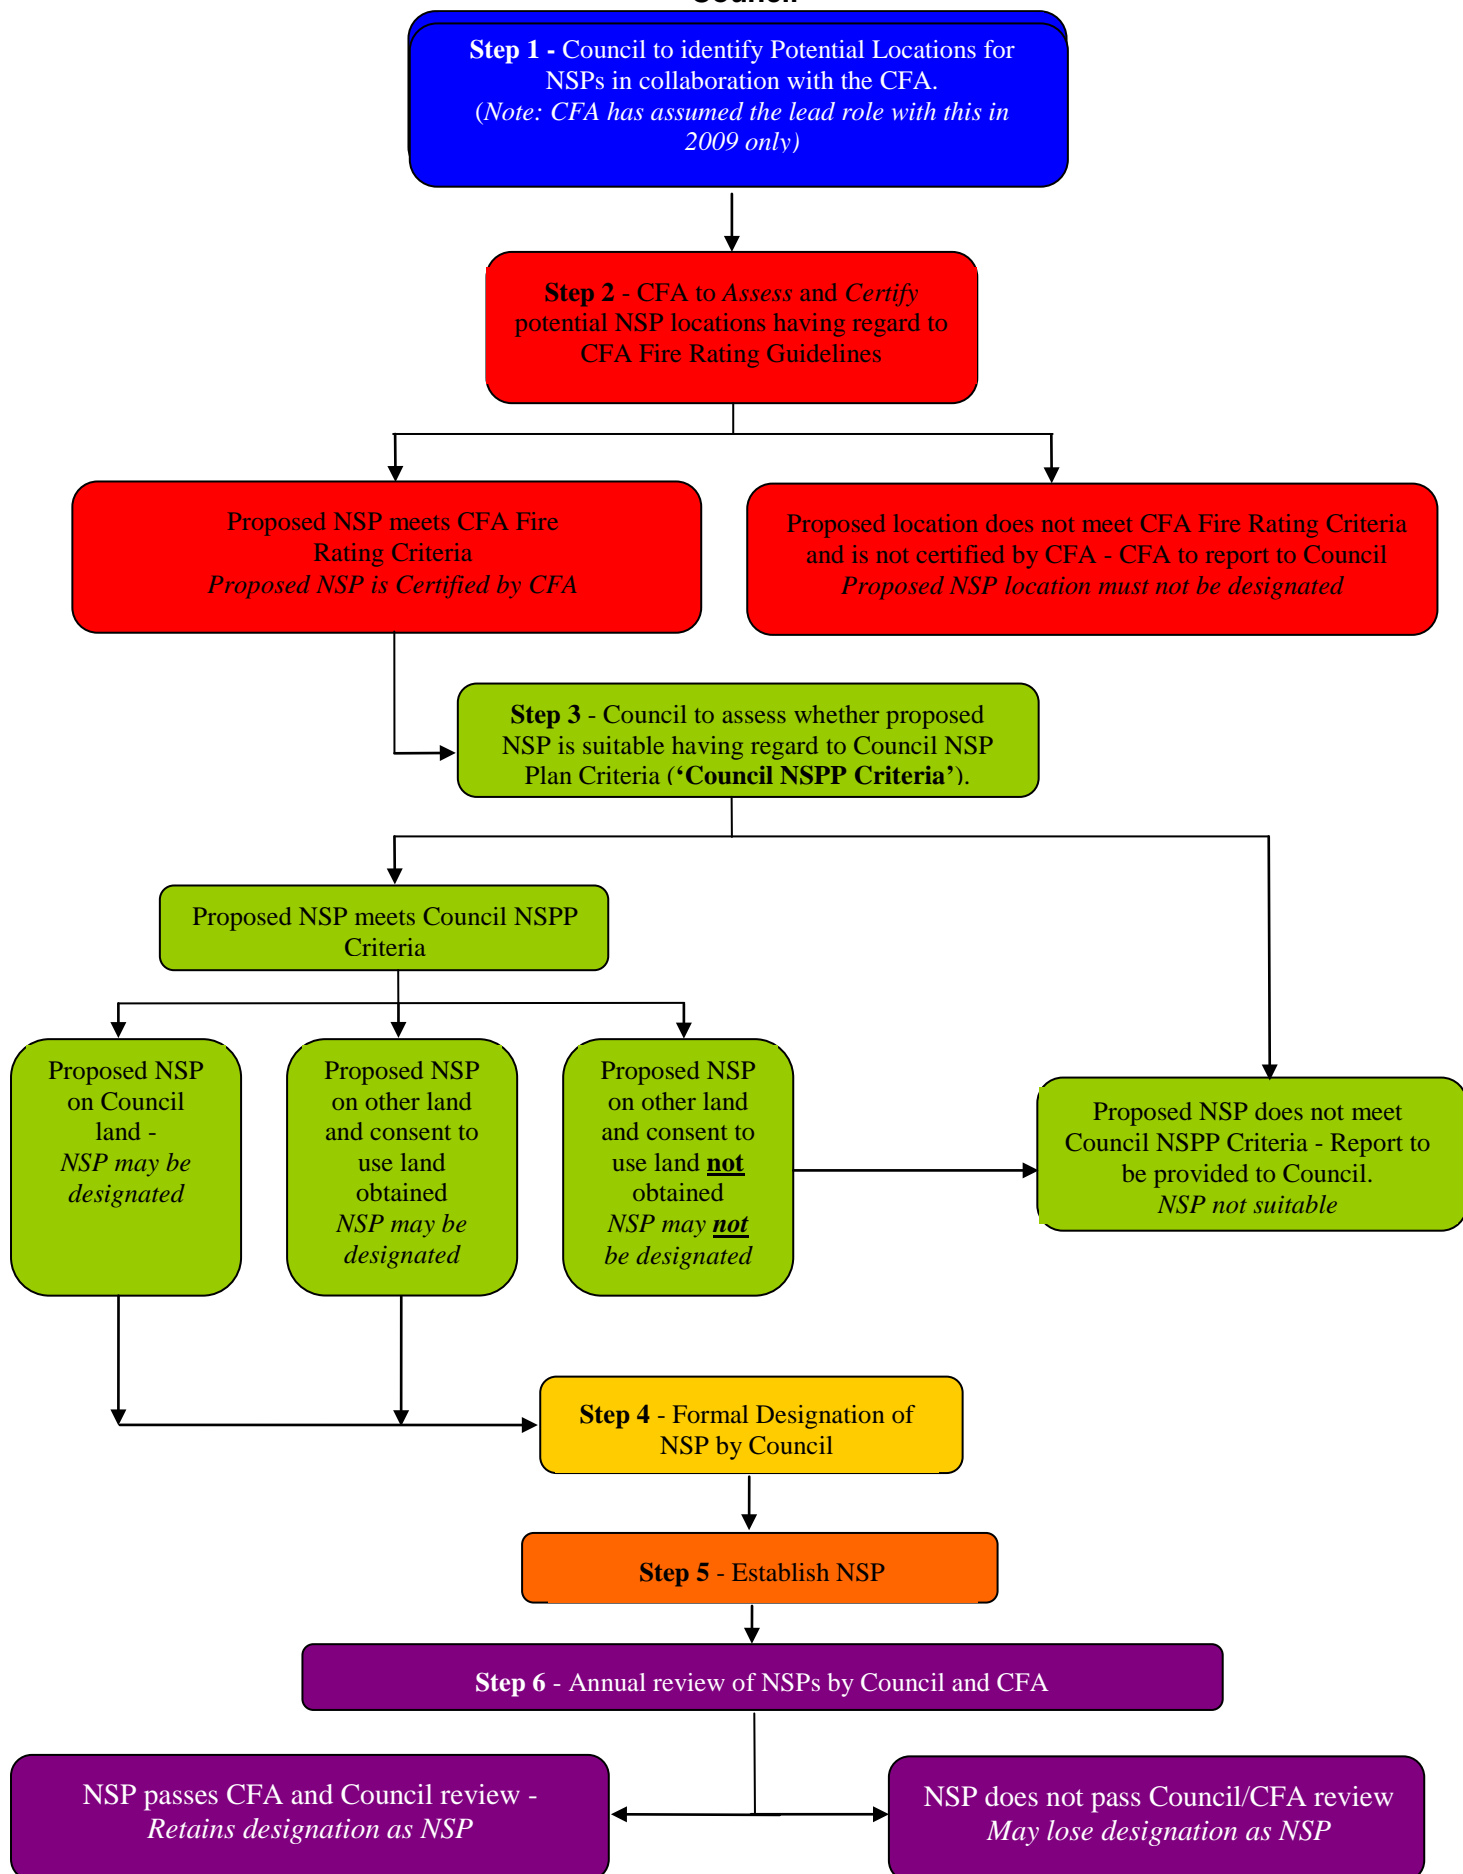 Council
Step 1 - Council to identify Potential Locations for
NSPs in collaboration with the CFA.
(Note: CFA has assumed the lead role with this in
2009 only)
Step 2 - CFA to Assess and Certify
potential NSP locations having regard to
CFA Fire Rating Guidelines
Proposed NSP meets CFA Fire
Rating Criteria
Proposed NSP is Certified by CFA
Proposed location does not meet CFA Fire Rating Criteria
and is not certified by CFA - CFA to report to Council
Proposed NSP location must not be designated
Step 3 - Council to assess whether proposed
NSP is suitable having regard to Council NSP
Plan Criteria (‘Council NSPP Criteria’).
Proposed NSP meets Council NSPP
Criteria
Proposed NSP
on Council
land -
NSP may be
designated
Proposed NSP
on other land
and consent to
use land
obtained
NSP may be
designated
Proposed NSP
on other land
and consent to
use land not
obtained
NSP may not
be designated
Proposed NSP does not meet
Council NSPP Criteria - Report to
be provided to Council.
NSP not suitable
Step 4 - Formal Designation of
NSP by Council
Step 5 - Establish NSP
Step 6 - Annual review of NSPs by Council and CFA
NSP passes CFA and Council review -
Retains designation as NSP
NSP does not pass Council/CFA review
May lose designation as NSP